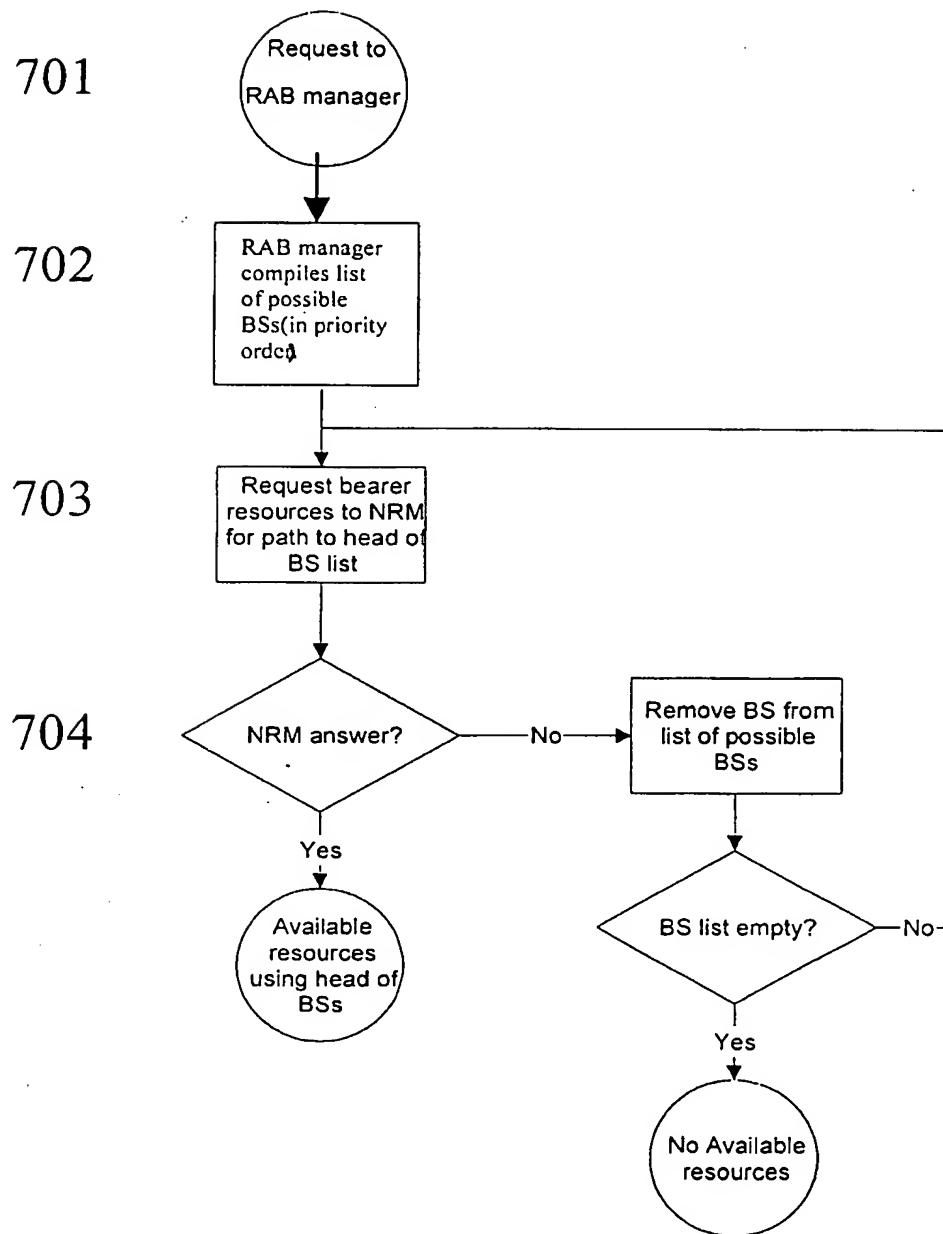 701
Request to
RAB manager
702
RAB manager
compiles list
of possible
BSs(in priority
order)
703
Request bearer
resources to NRM
for path to head of
BS list
704
NRM answer?
No
Remove BS from
list of possible
BSs
Yes
Available
resources
using head of
BSs
BS list empty?
No
Yes
No Available
resources